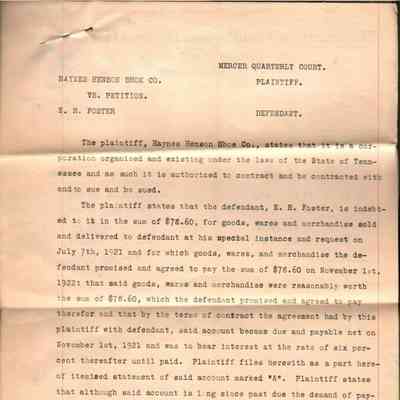 MERCER QUARTERLY COURT.
HAYNES HENSON SHOE CO. PLAINTIFF.
VS. PETITION.
E. H. FOSTER DEFENDANT.
The plaintiff, Haynes Henson Shoe Co., states that it is a cor-
poration organized and existing under the laws of the State of Tenn-
essee and as such it is authorized to contract and be contracted with
and to sue and be sued.
The plaintiff states that the defendant, E. H. Foster, is indebt-
ed to it in the sum of $78.60, for goods, wares and merchandise sold
and delivered to defendant at his special instance and request on
July 7th, 1921 and for which goods, wares, and merchandise the de-
fendant promised and agreed to pay the sum of $78.60 on November 1st,
1922: that said goods, wares and merchandise were reasonably worth
the sum of $78.60, which the defendant promised and agreed to pay
therefor and that by the terms of contract the agreement had by this
plaintiff with defendant, said account became due and payable net on
November 1st, 1921 and was to bear interest at the rate of six per-
cent thereafter until paid. Plaintiff files herewith as a part here-
of itemized statement of said account marked "A". Plaintiff states
that although said account is long since past due the demand of pay-